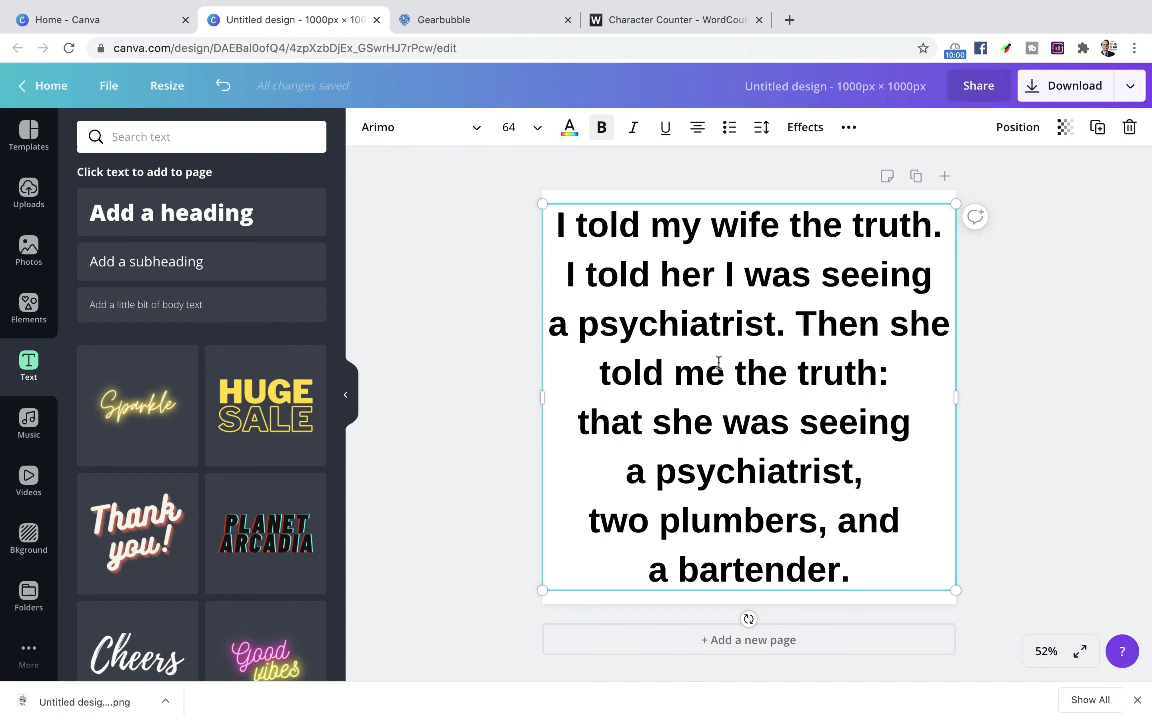 Home - Canva
Untitled design - 1000px × 100
Gearbubble
Character Counter - WordCou
canva.com/design/DAEBal0ofQ4/4zpXzbDjEx_GSwrHJ7rPcw/edit
10:00
Home
File
Resize
All changes saved
Untitled design - 1000px × 1000px
Share
Download
Templates
Uploads
Photos
Elements
Text
Music
Videos
Bkground
Folders
More
Search text
Click text to add to page
Add a heading
Add a subheading
Add a little bit of body text
Sparkle
HUGE
SALE
Thank
you!
PLANET
ARCADIA
Cheers
Good
vibes
Arimo
64
A
B
I
U
Effects
Position
I told my wife the truth.
I told her I was seeing
a psychiatrist. Then she
told me the truth:
that she was seeing
a psychiatrist,
two plumbers, and
a bartender.
+ Add a new page
52%
?
Untitled desig....png
Show All